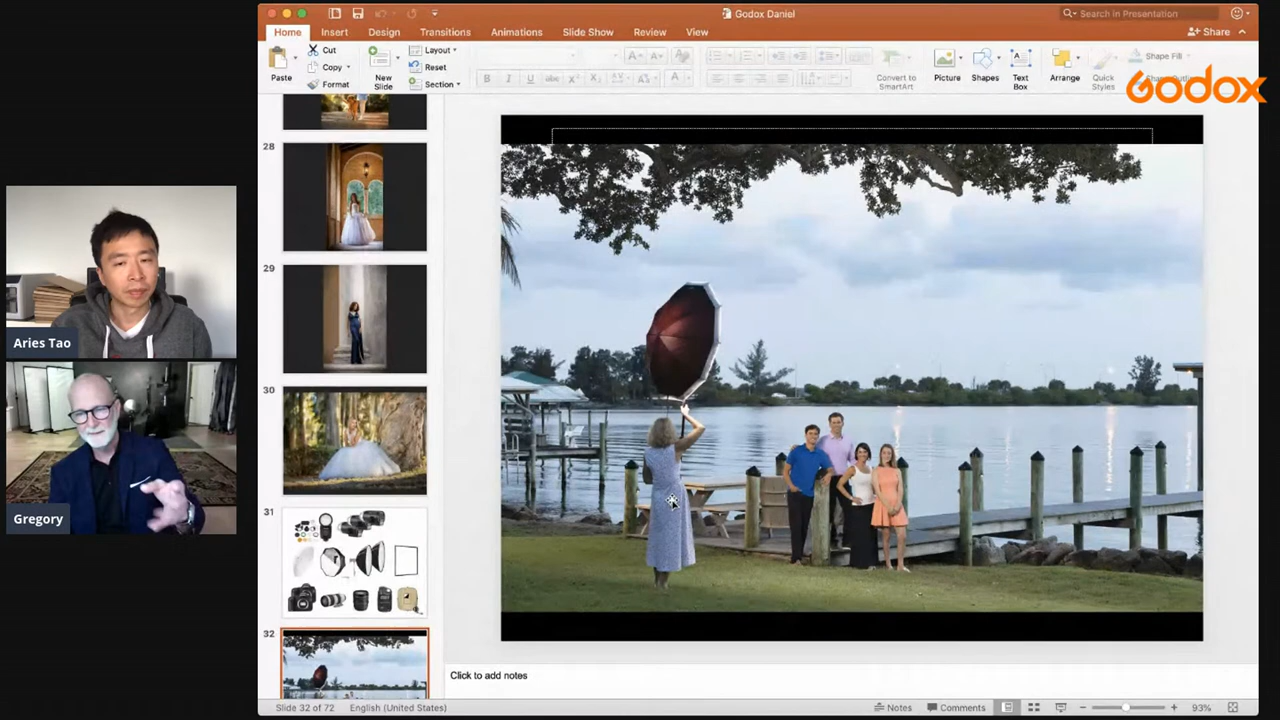 Godox Daniel
Search in Presentation
Home
Insert
Design
Transitions
Animations
Slide Show
Review
View
Share
Paste
Cut
Copy
Format
New
Slide
Layout
Reset
Section
Convert to
SmartArt
Picture
Shapes
Text
Box
Arrange
Quick
Styles
Shape Fill
Godox
28
29
30
31
32
Aries Tao
Gregory
Click to add notes
Slide 32 of 72
English (United States)
Notes
Comments
93%